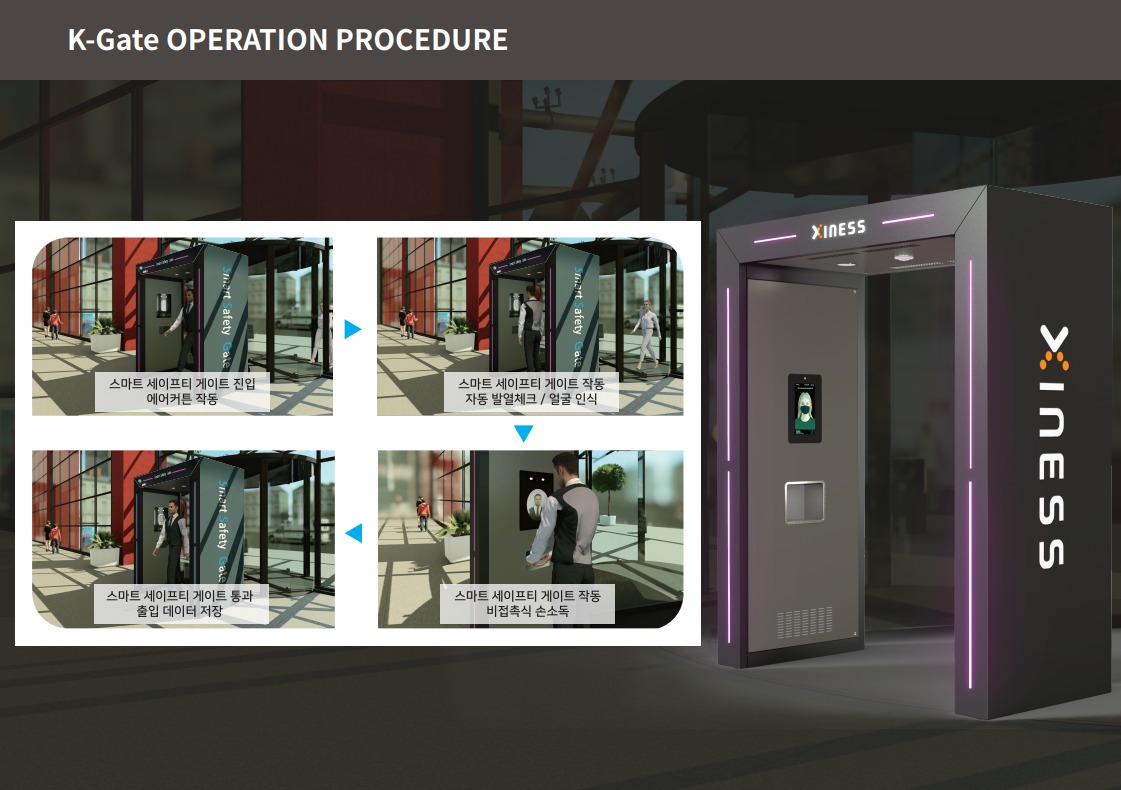 K-Gate OPERATION PROCEDURE
XINESS
XINESS
Smart Safety Gate
스마트 세이프티 게이트 진입
에어커튼 작동
Smart Safety Gate
스마트 세이프티 게이트 작동
자동 발열체크 / 얼굴 인식
Smart Safety Gate
스마트 세이프티 게이트 통과
출입 데이터 저장
스마트 세이프티 게이트 작동
비접촉식 손소독